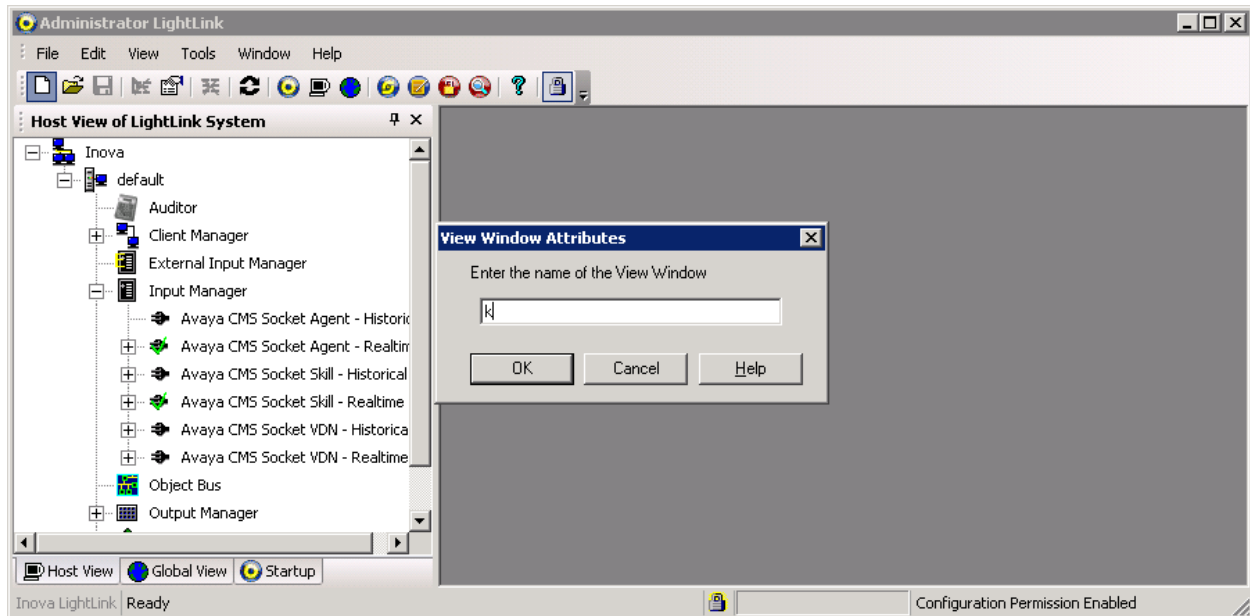 Administrator LightLink
File Edit View Tools Window Help
Host View of LightLink System
Inova
default
Auditor
Client Manager
External Input Manager
Input Manager
Avaya CMS Socket Agent - Historic
Avaya CMS Socket Agent - Realtim
Avaya CMS Socket Skill - Historical
Avaya CMS Socket Skill - Realtime
Avaya CMS Socket VDN - Historica
Avaya CMS Socket VDN - Realtime
Object Bus
Output Manager
View Window Attributes
Enter the name of the View Window
k
OK Cancel Help
Host View Global View Startup
Inova LightLink Ready Configuration Permission Enabled